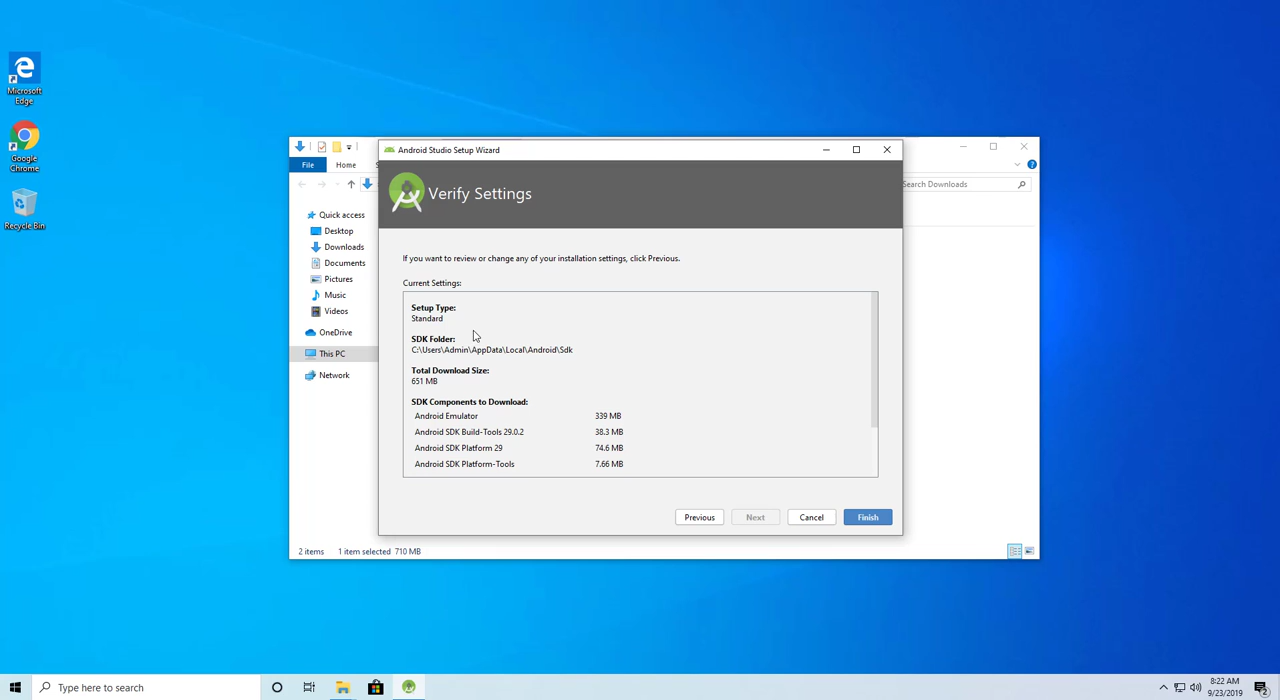 Microsoft
Edge
Google
Chrome
Recycle Bin
Android Studio Setup Wizard
File
Home
S
Search Downloads
Verify Settings
Quick access
Desktop
Downloads
Documents
Pictures
Music
Videos
OneDrive
This PC
Network
If you want to review or change any of your installation settings, click Previous.
Current Settings:
Setup Type:
Standard
SDK Folder:
C:\Users\Admin\AppData\Local\Android\Sdk
Total Download Size:
651 MB
SDK Components to Download:
Android Emulator 339 MB
Android SDK Build-Tools 29.0.2 38.3 MB
Android SDK Platform 29 74.6 MB
Android SDK Platform-Tools 7.66 MB
Previous Next Cancel Finish
2 items 1 item selected 710 MB
Type here to search
8:22 AM
9/23/2019
2